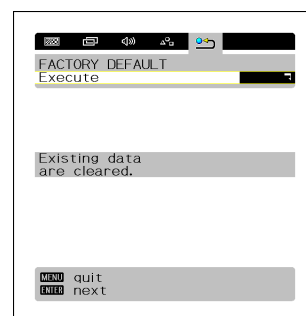 FACTORY DEFAULT
Execute
Existing data
are cleared.
MENU quit
ENTER next